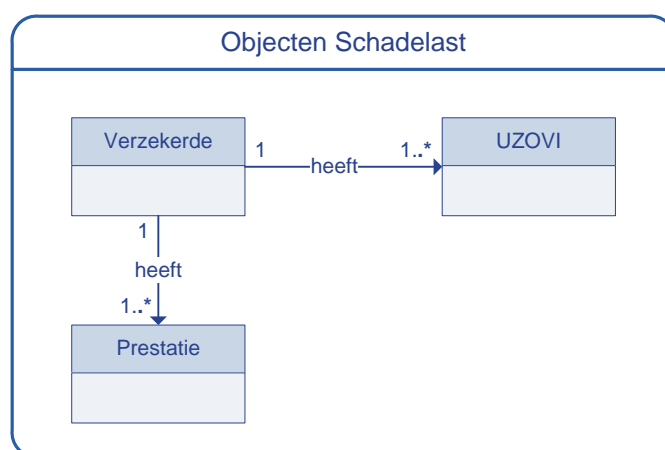 Objecten Schadelast
Verzekerde
UZOVI
1
heeft
1..*
1
heeft
1..*
Prestatie